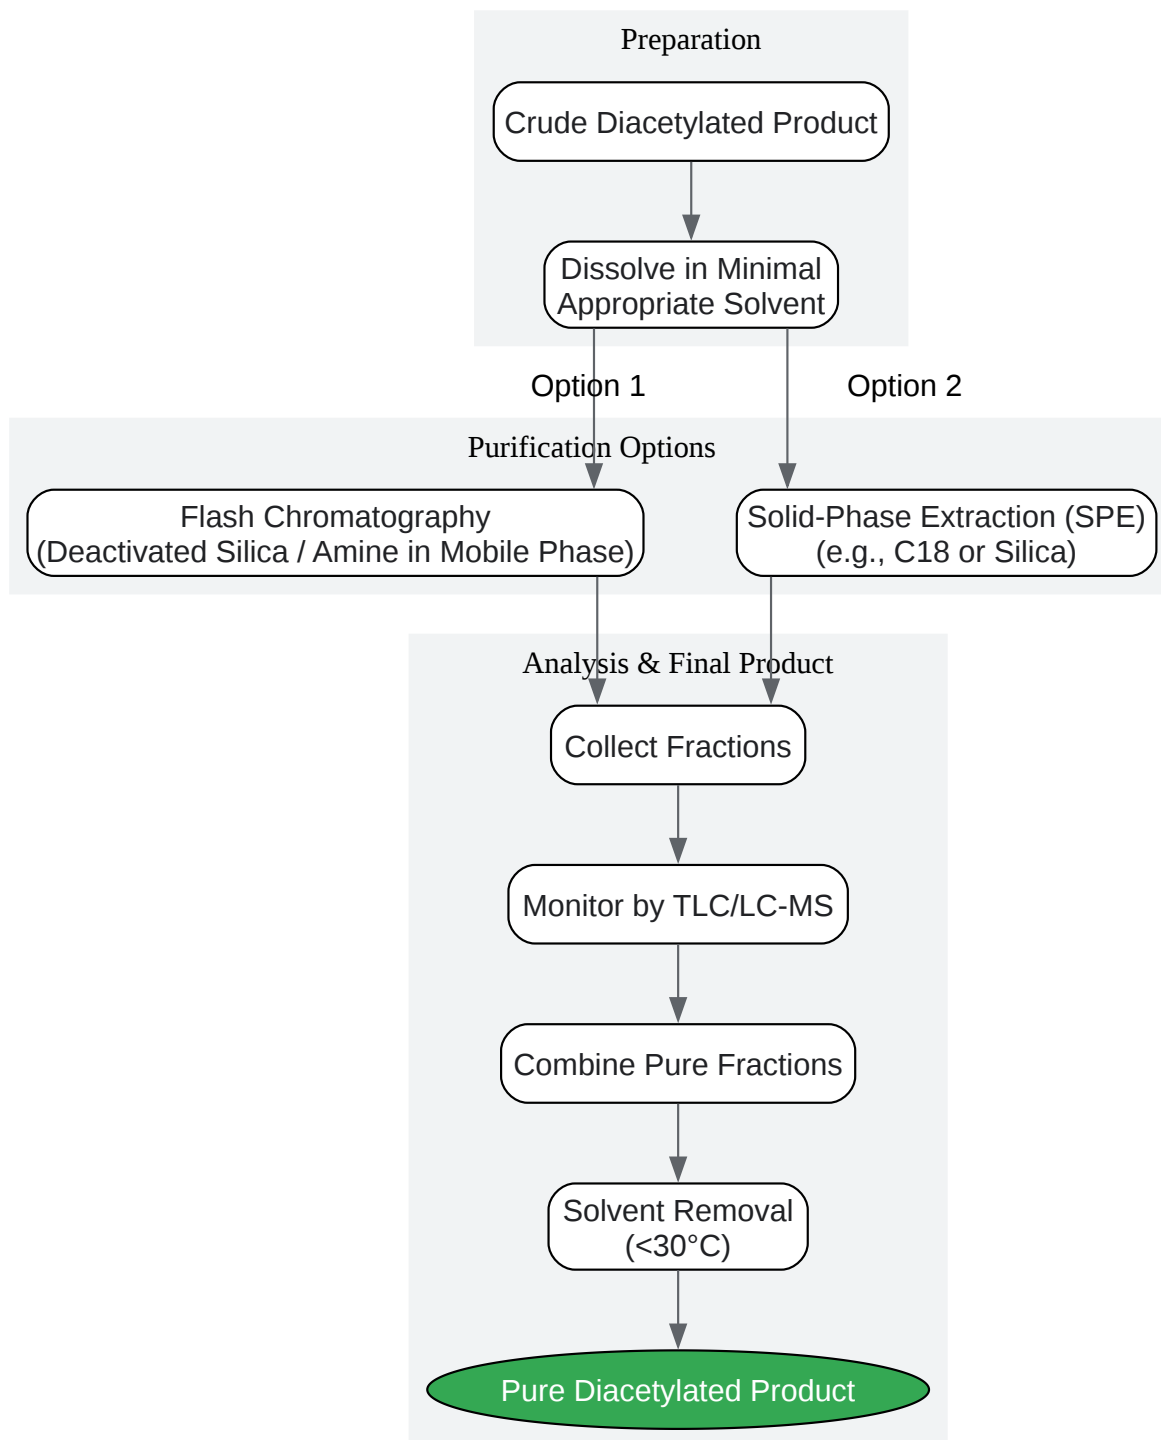 Preparation
Crude Diacetylated Product
Dissolve in Minimal
Appropriate Solvent
Option 1
Option 2
Purification Options
Flash Chromatography
(Deactivated Silica / Amine in Mobile Phase)
Solid-Phase Extraction (SPE)
(e.g., C18 or Silica)
Analysis & Final Product
Collect Fractions
Monitor by TLC/LC-MS
Combine Pure Fractions
Solvent Removal
(<30°C)
Pure Diacetylated Product